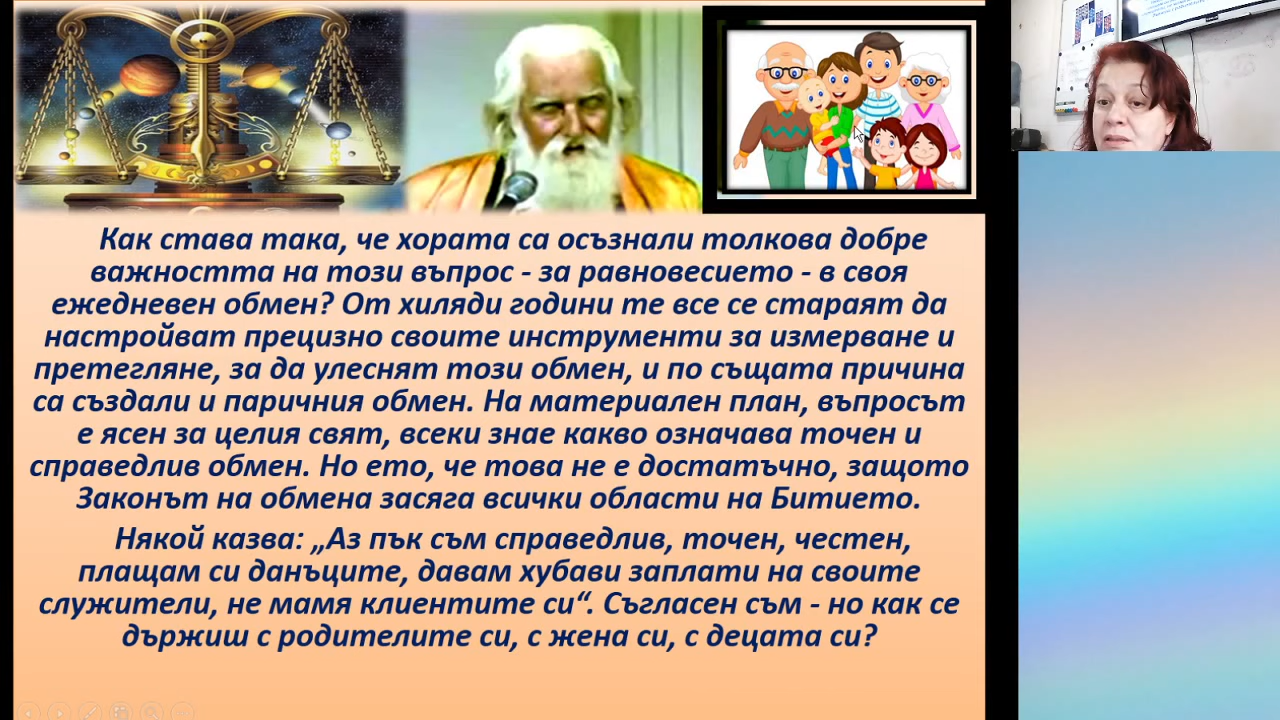 Как става така, че хората са осъзнали толкова добре
важността на този въпрос - за равновесието - в своя
ежедневен обмен? От хиляди години те все се стараят да
настройват прецизно своите инструменти за измерване и
претегляне, за да улеснят този обмен, и по същата причина
са създали и паричния обмен. На материален план, въпросът
е ясен за целия свят, всеки знае какво означава точен и
справедлив обмен. Но ето, че това не е достатъчно, защото
Законът на обмена засяга всички области на Битието.
Някой казва: „Аз пък съм справедлив, точен, честен,
плащам си данъците, давам хубави заплати на своите
служители, не мамя клиентите си“. Съгласен съм - но как се
държиш с родителите си, с жена си, с децата си?